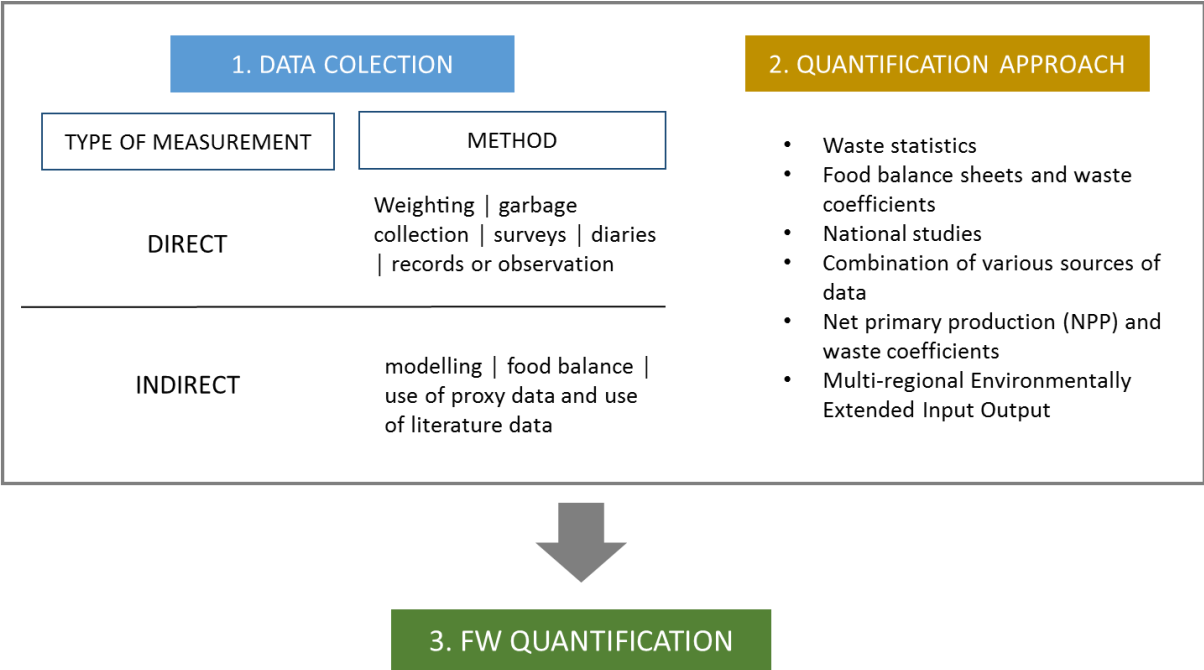 1. DATA COLECTION
TYPE OF MEASUREMENT
METHOD
DIRECT
Weighting | garbage
collection | surveys | diaries
| records or observation
INDIRECT
modelling | food balance |
use of proxy data and use
of literature data
2. QUANTIFICATION APPROACH
• Waste statistics
• Food balance sheets and waste
coefficients
• National studies
• Combination of various sources of
data
• Net primary production (NPP) and
waste coefficients
• Multi-regional Environmentally
Extended Input Output
3. FW QUANTIFICATION